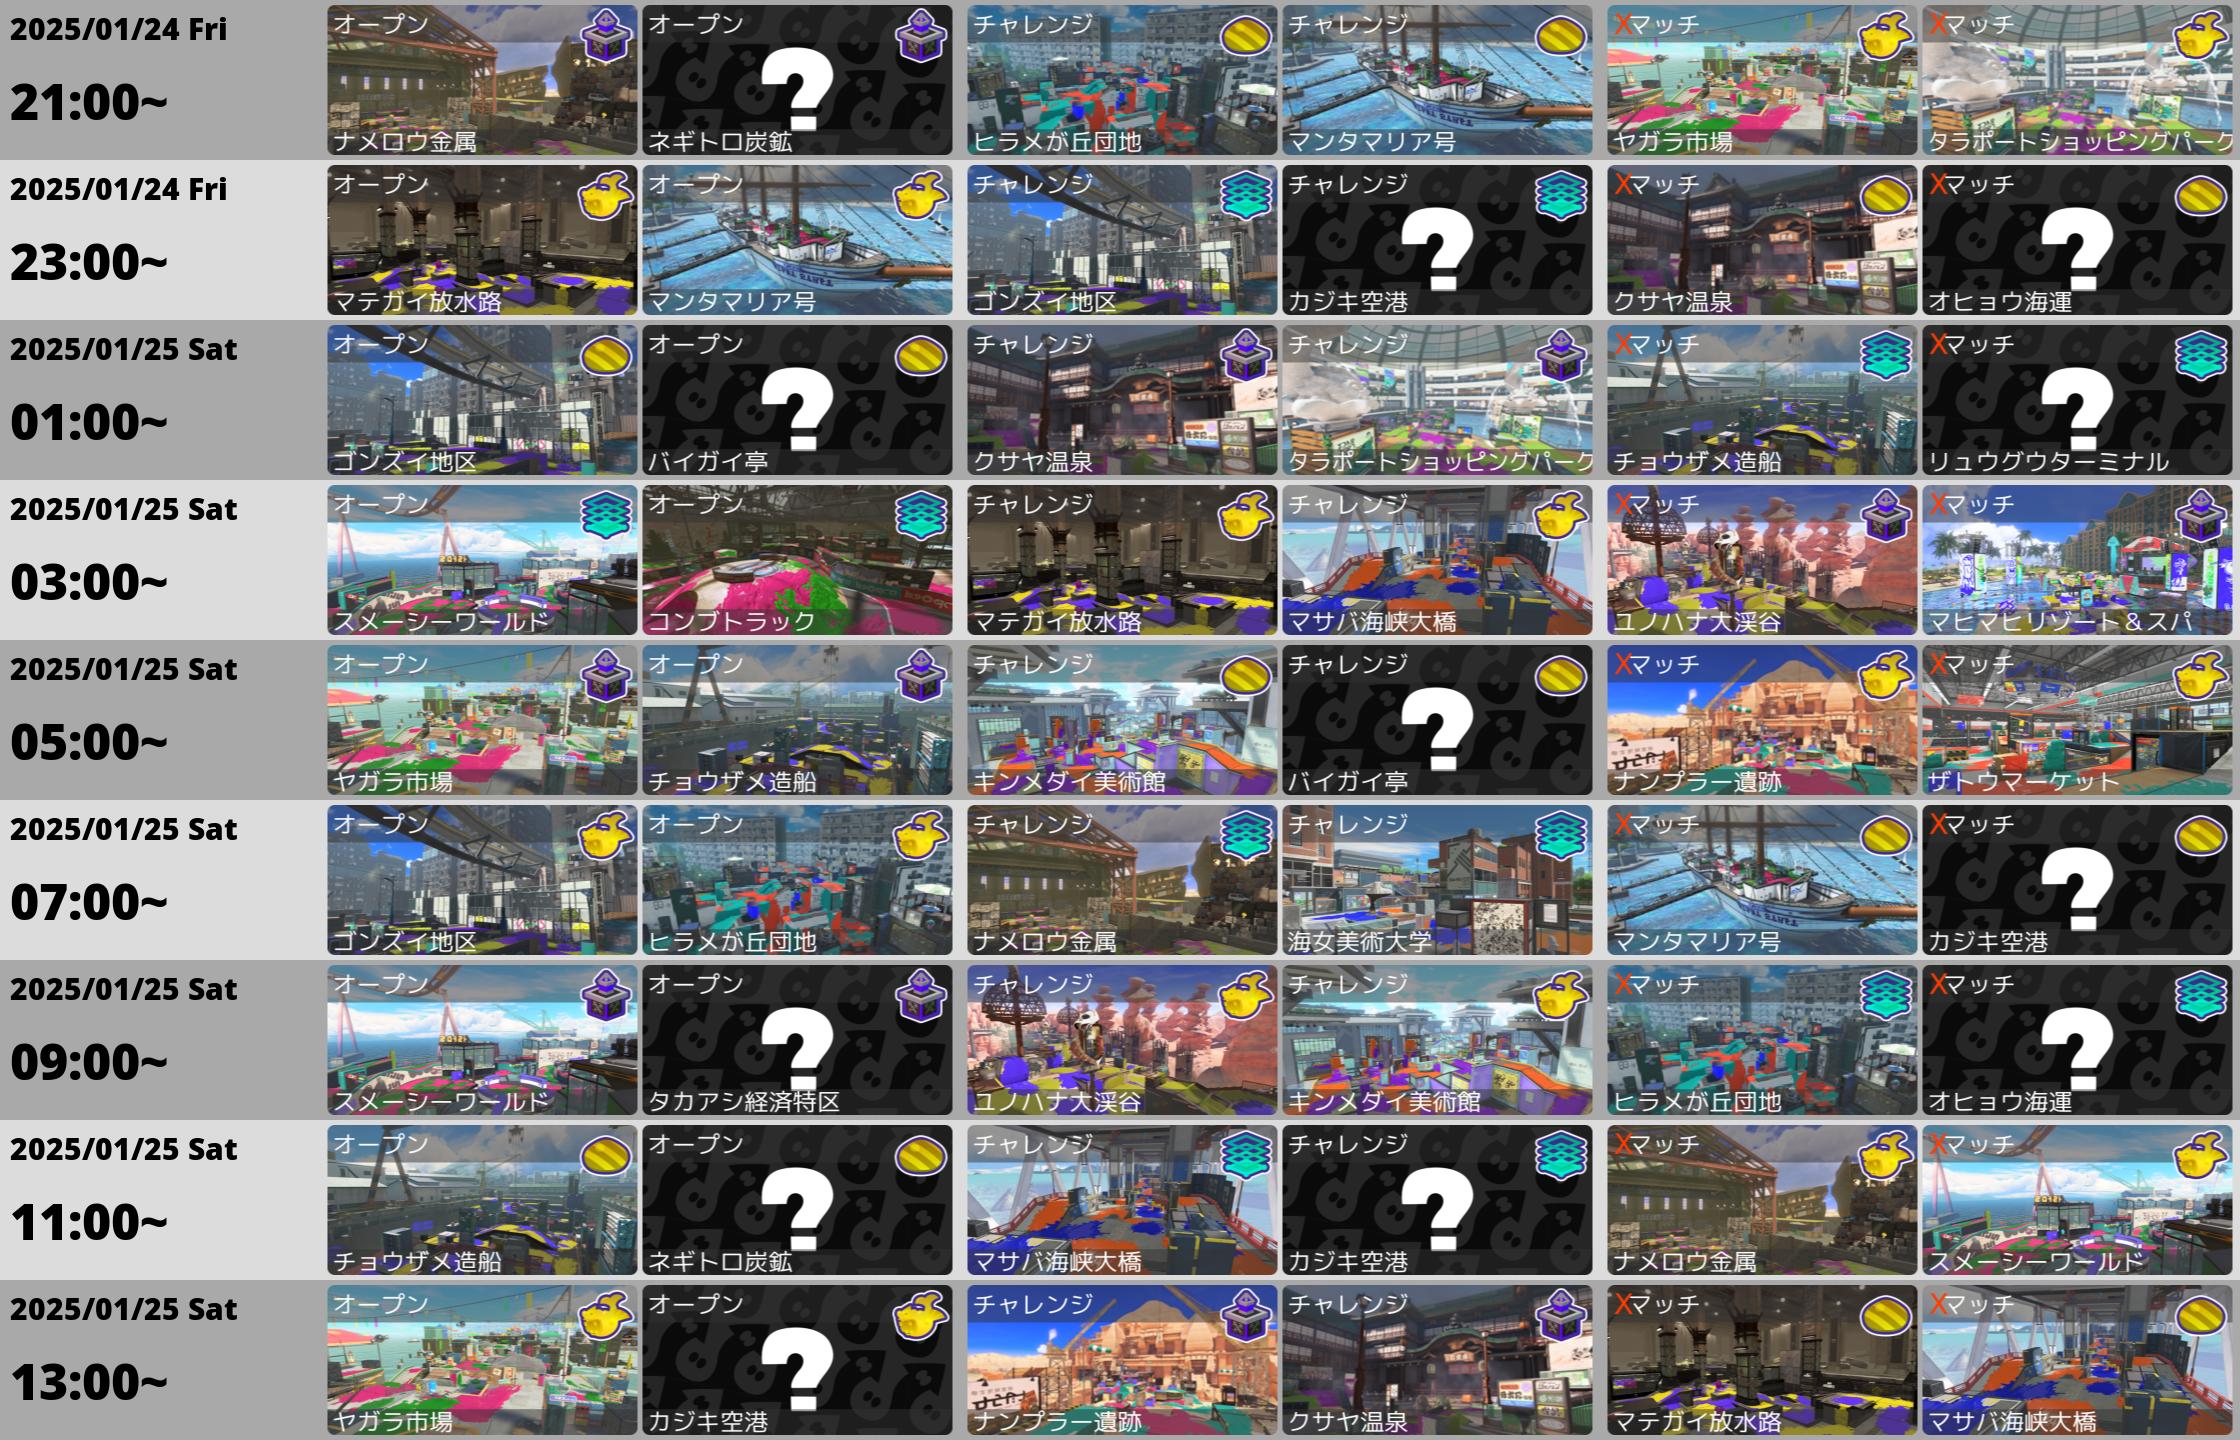 2025/01/24 Fri
21:00~
オープン
ナメロウ金属
オープン
ネギトロ炭鉱
チャレンジ
ヒラメが丘団地
チャレンジ
マンタマリア号
Xマッチ
ヤガラ市場
Xマッチ
タラポートショッピングパーク
2025/01/24 Fri
23:00~
オープン
マテガイ放水路
オープン
マンタマリア号
チャレンジ
ゴンズイ地区
チャレンジ
カジキ空港
Xマッチ
クサヤ温泉
Xマッチ
オヒョウ海運
2025/01/25 Sat
01:00~
オープン
ゴンズイ地区
オープン
バイガイ亭
チャレンジ
クサヤ温泉
チャレンジ
タラポートショッピングパーク
Xマッチ
チョウザメ造船
Xマッチ
リュウグウターミナル
2025/01/25 Sat
03:00~
オープン
スメーシーワールド
オープン
コンブトラック
チャレンジ
マテガイ放水路
チャレンジ
マサバ海峡大橋
Xマッチ
ユノハナ大渓谷
Xマッチ
マヒマヒリゾート＆スパ
2025/01/25 Sat
05:00~
オープン
ヤガラ市場
オープン
チョウザメ造船
チャレンジ
キンメダイ美術館
チャレンジ
バイガイ亭
Xマッチ
ナンプラー遺跡
Xマッチ
ザトウマーケット
2025/01/25 Sat
07:00~
オープン
ゴンズイ地区
オープン
ヒラメが丘団地
チャレンジ
ナメロウ金属
チャレンジ
海女美術大学
Xマッチ
マンタマリア号
Xマッチ
カジキ空港
2025/01/25 Sat
09:00~
オープン
スメーシーワールド
オープン
タカアシ経済特区
チャレンジ
ユノハナ大渓谷
チャレンジ
キンメダイ美術館
Xマッチ
ヒラメが丘団地
Xマッチ
オヒョウ海運
2025/01/25 Sat
11:00~
オープン
チョウザメ造船
オープン
ネギトロ炭鉱
チャレンジ
マサバ海峡大橋
チャレンジ
カジキ空港
Xマッチ
ナメロウ金属
Xマッチ
スメーシーワールド
2025/01/25 Sat
13:00~
オープン
ヤガラ市場
オープン
カジキ空港
チャレンジ
ナンプラー遺跡
チャレンジ
クサヤ温泉
Xマッチ
マテガイ放水路
Xマッチ
マサバ海峡大橋